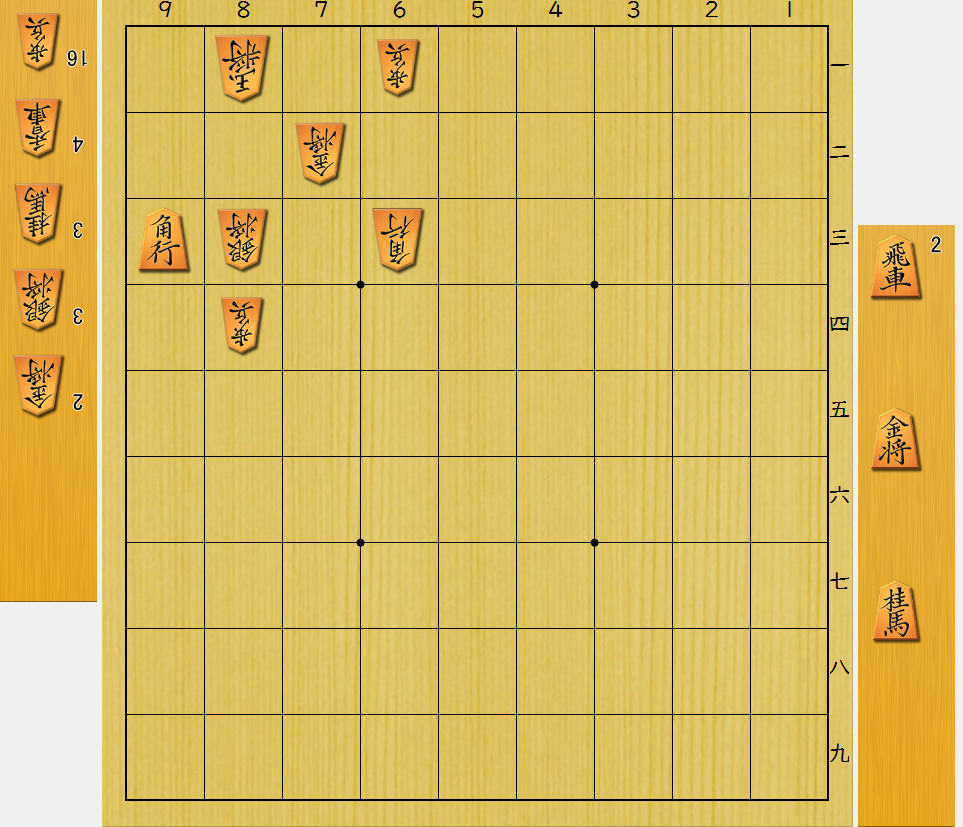 9 8 7 6 5 4 3 2 1
歩兵 16
香車 4
桂馬 3
銀将 3
金将 2
玉将 歩兵 一
金将 二
角行 銀将 角行 三
歩兵 四
五
六
七
八
九
飛車 2
金将
桂馬